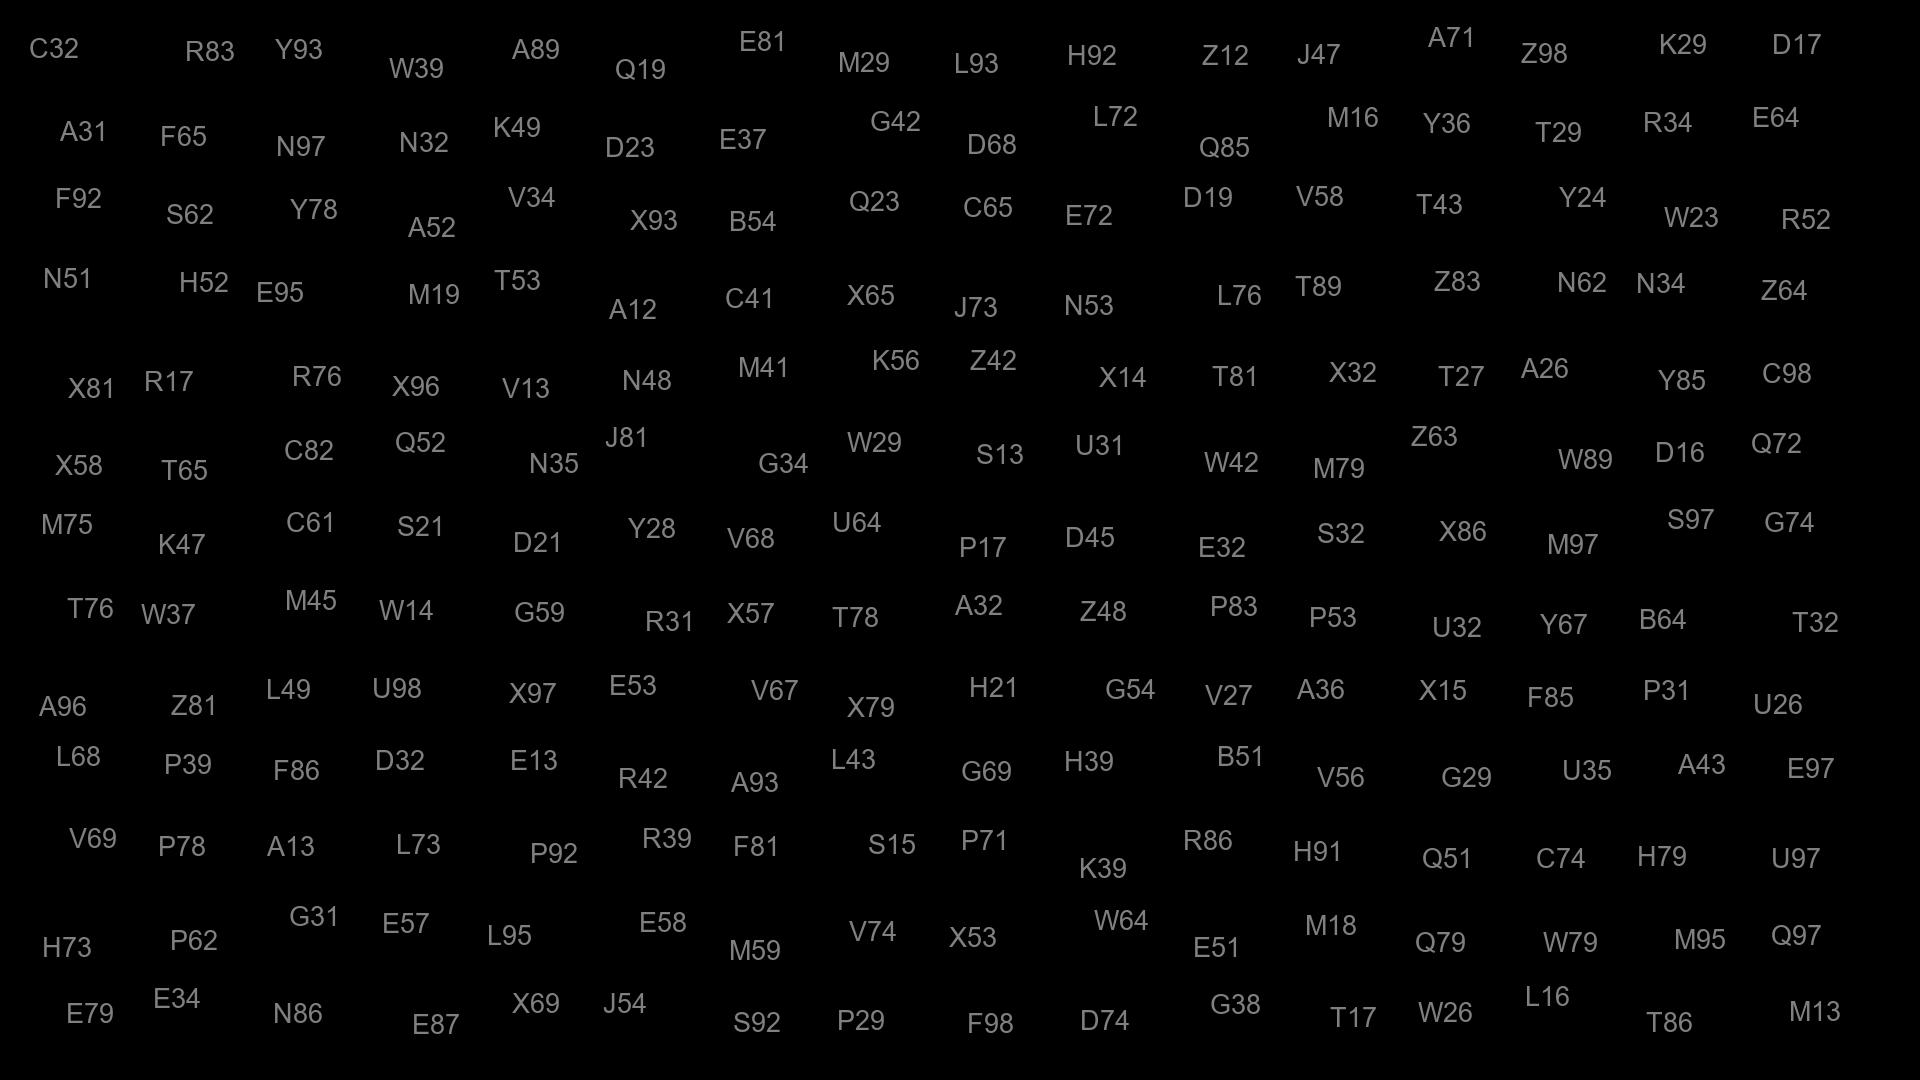 C32 R83 Y93 W39 A89 Q19 E81 M29 L93 H92 Z12 J47 A71 Z98 K29 D17
A31 F65 N97 N32 K49 D23 E37 G42 D68 L72 Q85 M16 Y36 T29 R34 E64
F92 S62 Y78 A52 V34 X93 B54 Q23 C65 E72 D19 V58 T43 Y24 W23 R52
N51 H52 E95 M19 T53 A12 C41 X65 J73 N53 L76 T89 Z83 N62 N34 Z64
X81 R17 R76 X96 V13 N48 M41 K56 Z42 X14 T81 X32 T27 A26 Y85 C98
X58 T65 C82 Q52 N35 J81 G34 W29 S13 U31 W42 M79 Z63 W89 D16 Q72
M75 K47 C61 S21 D21 Y28 V68 U64 P17 D45 E32 S32 X86 M97 S97 G74
T76 W37 M45 W14 G59 R31 X57 T78 A32 Z48 P83 P53 U32 Y67 B64 T32
A96 Z81 L49 U98 X97 E53 V67 X79 H21 G54 V27 A36 X15 F85 P31 U26
L68 P39 F86 D32 E13 R42 A93 L43 G69 H39 B51 V56 G29 U35 A43 E97
V69 P78 A13 L73 P92 R39 F81 S15 P71 K39 R86 H91 Q51 C74 H79 U97
H73 P62 G31 E57 L95 E58 M59 V74 X53 W64 E51 M18 Q79 W79 M95 Q97
E79 E34 N86 E87 X69 J54 S92 P29 F98 D74 G38 T17 W26 L16 T86 M13